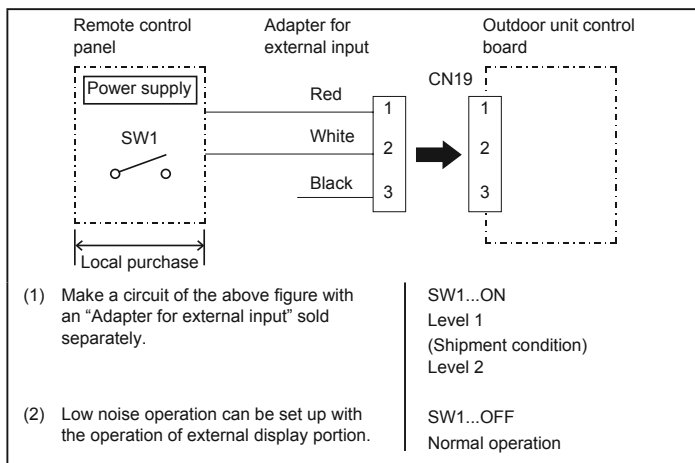 Remote control panel
Adapter for external input
Outdoor unit control board
Power supply
SW1
Red
White
Black
1
2
3
CN19
1
2
3
Local purchase
(1) Make a circuit of the above figure with
an “Adapter for external input” sold
separately.
SW1...ON
Level 1
(Shipment condition)
Level 2
(2) Low noise operation can be set up with
the operation of external display portion.
SW1...OFF
Normal operation